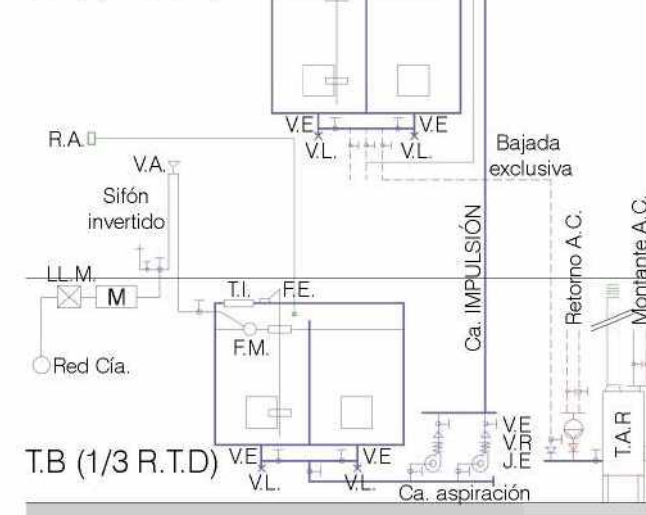 V.E
V.E
V.L.
V.L.
R.A.
V.A.
Bajada
exclusiva
Sifón
invertido
Ca. IMPULSIÓN
Retorno A.C.
Montante A.C.
LL.M.
M
T.I.
F.E.
F.M.
Red Cía.
T.A.R
V.E
V.R
J.E
T.B (1/3 R.T.D)
V.E
V.E
V.L.
V.L.
Ca. aspiración